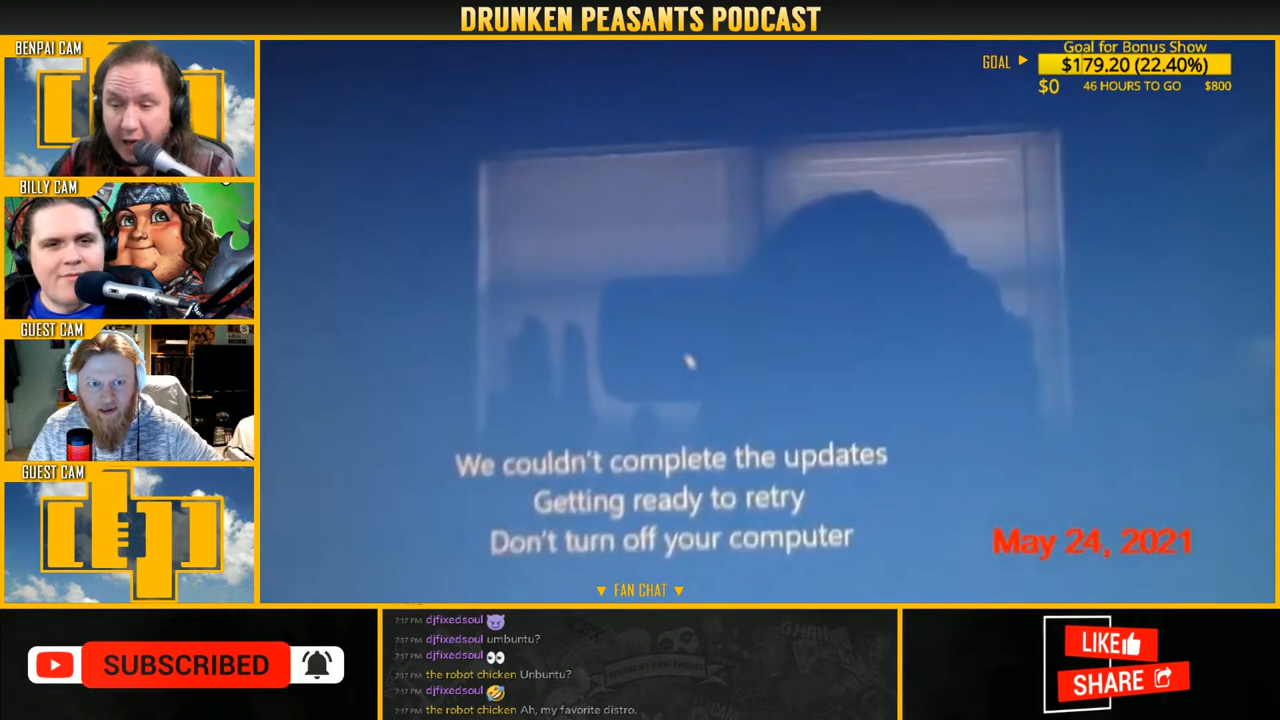 DRUNKEN PEASANTS PODCAST
BENPAI CAM
BILLY CAM
GUEST CAM
GUEST CAM
GOAL
Goal for Bonus Show
$179.20 (22.40%)
$0 46 HOURS TO GO $800
We couldn't complete the updates
Getting ready to retry
Don't turn off your computer
May 24, 2021
FAN CHAT
SUBSCRIBED
7:17 PM djfixedsoul 😈
7:17 PM djfixedsoul umbuntu?
7:17 PM djfixedsoul 👀
7:17 PM the robot chicken Unbuntu?
7:17 PM djfixedsoul 🤣
7:17 PM the robot chicken Ah, my favorite distro.
LIKE
SHARE